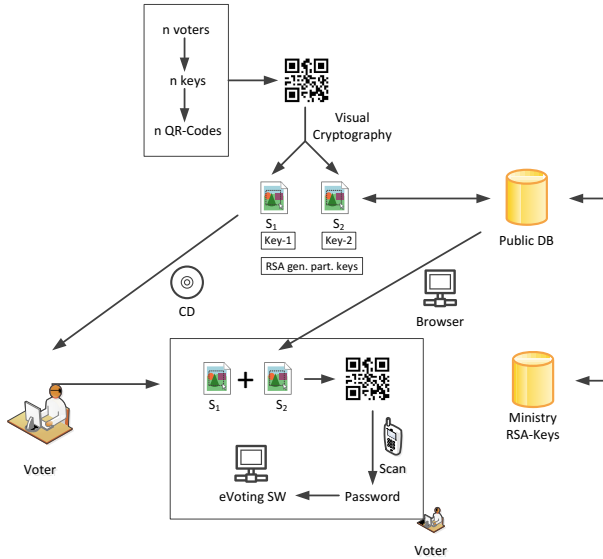 n voters
n keys
n QR-Codes
Visual
Cryptography
S₁
S₂
Key-1
Key-2
RSA gen. part. keys
Public DB
CD
Browser
S₁
+
S₂
Ministry
RSA-Keys
Voter
Scan
eVoting SW
Password
Voter